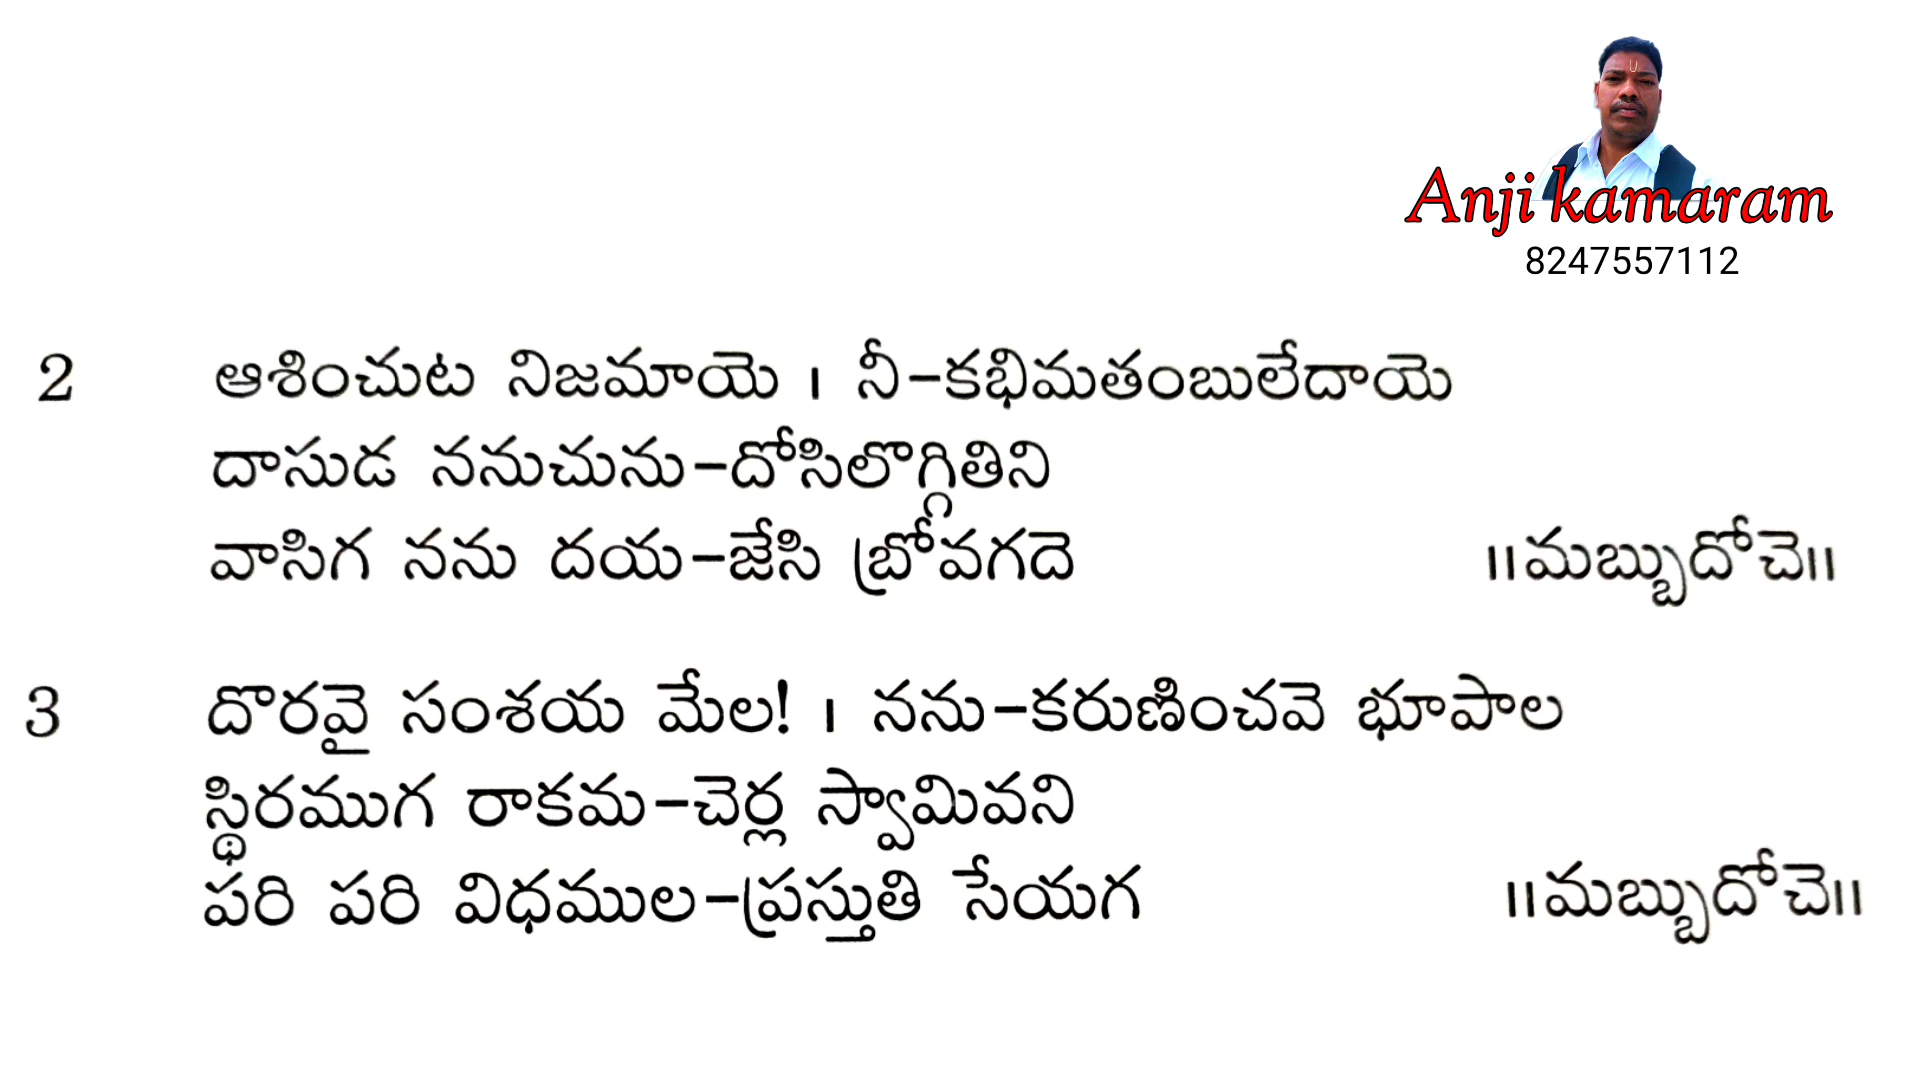 Anji kamaram
8247557112
2 ఆశించుట నిజమాయె । నీ-కభిమతంబులేదాయె
దాసుడ ననుచును-దోసిలొగ్గితిని
వాసిగ నను దయ-జేసి బ్రోవగదె ॥మబ్బుదోచె॥
3 దొరవై సంశయ మేల! । నను-కరుణించవె భూపాల
స్థిరముగ రాకమ-చెర్ల స్వామివని
పరి పరి విధముల-ప్రస్తుతి సేయగ ॥మబ్బుదోచె॥